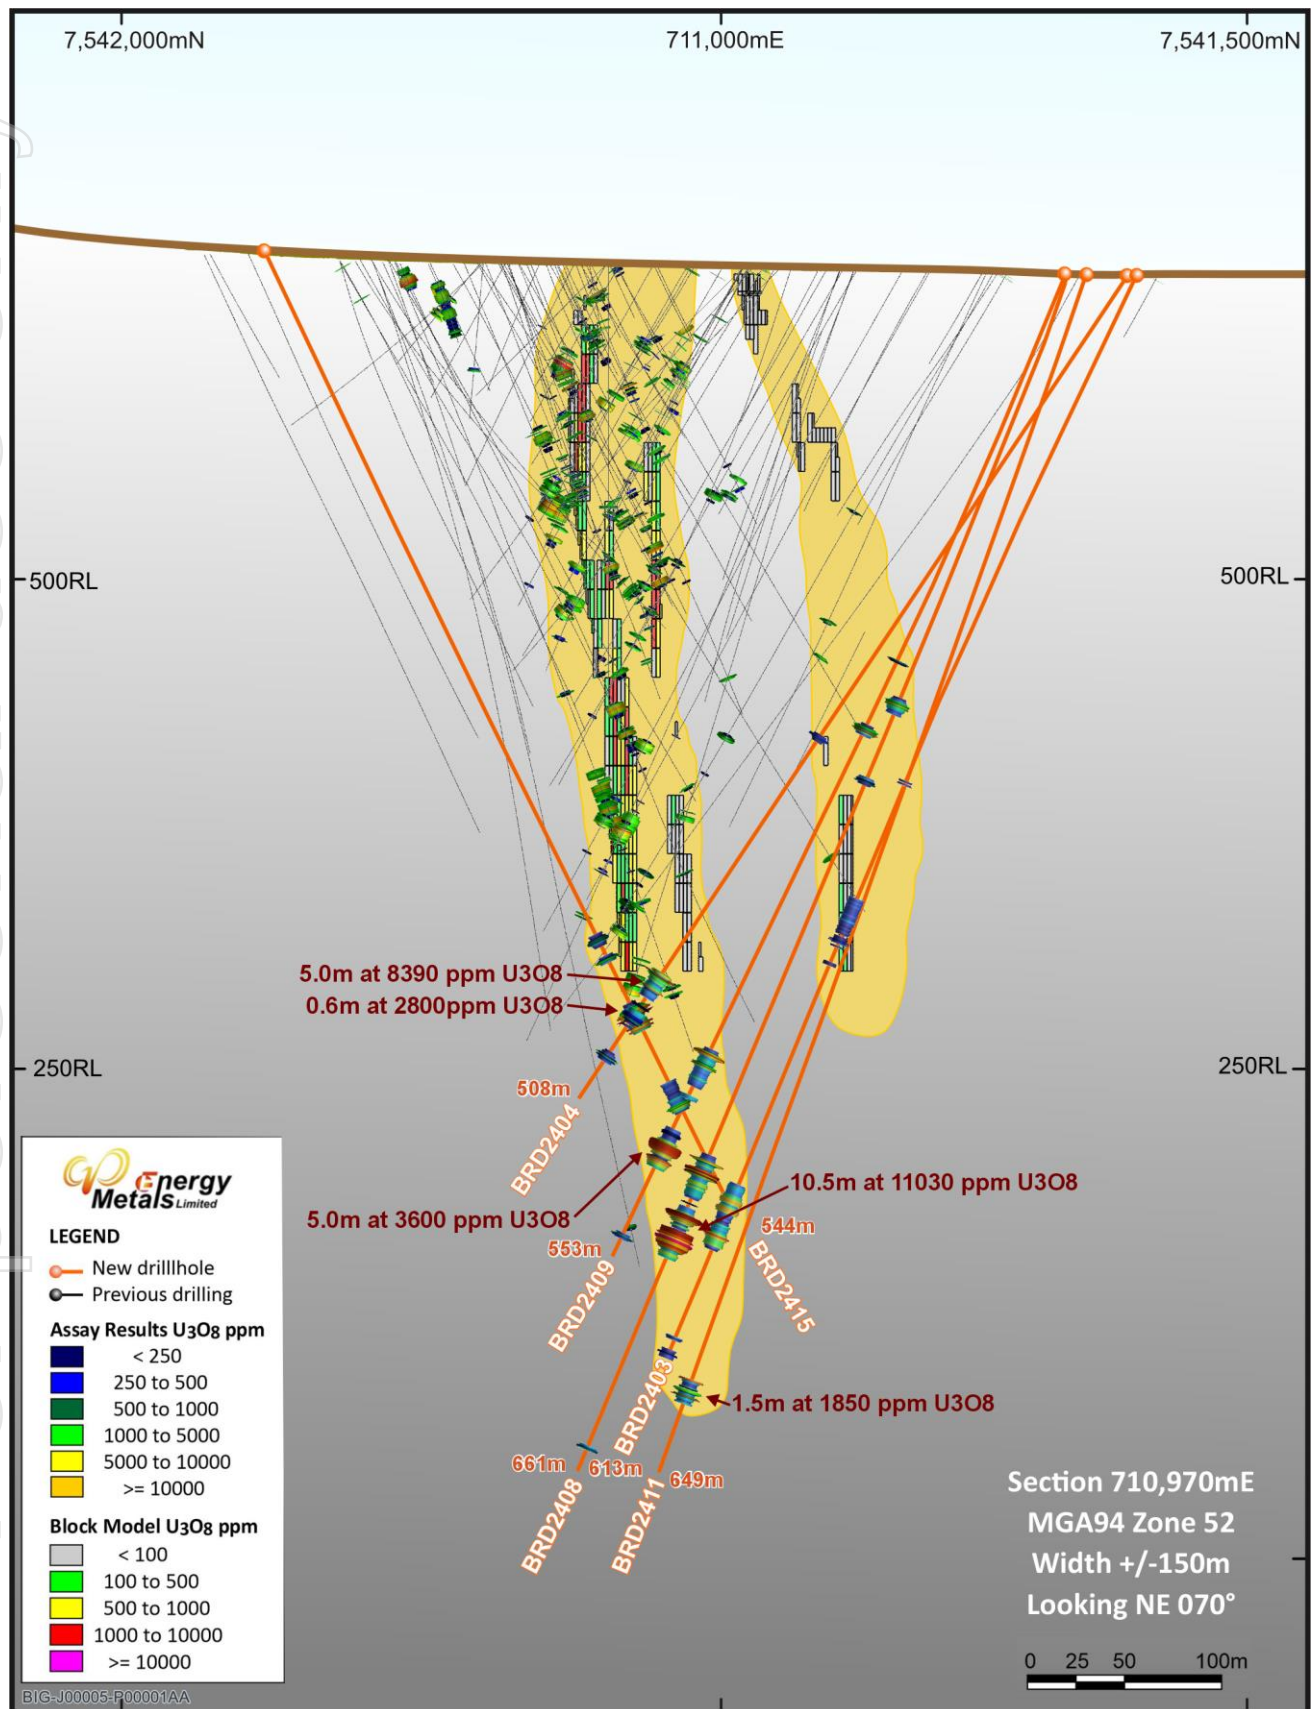 7,542,000mN
711,000mE
7,541,500mN
500RL
500RL
5.0m at 8390 ppm U3O8
0.6m at 2800ppm U3O8
250RL
250RL
508m
BRD2404
10.5m at 11030 ppm U3O8
5.0m at 3600 ppm U3O8
544m
553m
BRD2409
BRD2415
BRD2403
1.5m at 1850 ppm U3O8
661m
613m
649m
BRD2408
BRD2411
Energy
Metals Limited
LEGEND
New drilllhole
Previous drilling
Assay Results U3O8 ppm
< 250
250 to 500
500 to 1000
1000 to 5000
5000 to 10000
>= 10000
Block Model U3O8 ppm
< 100
100 to 500
500 to 1000
1000 to 10000
>= 10000
BIG-J00005-P00001AA
Section 710,970mE
MGA94 Zone 52
Width +/-150m
Looking NE 070°
0 25 50 100m